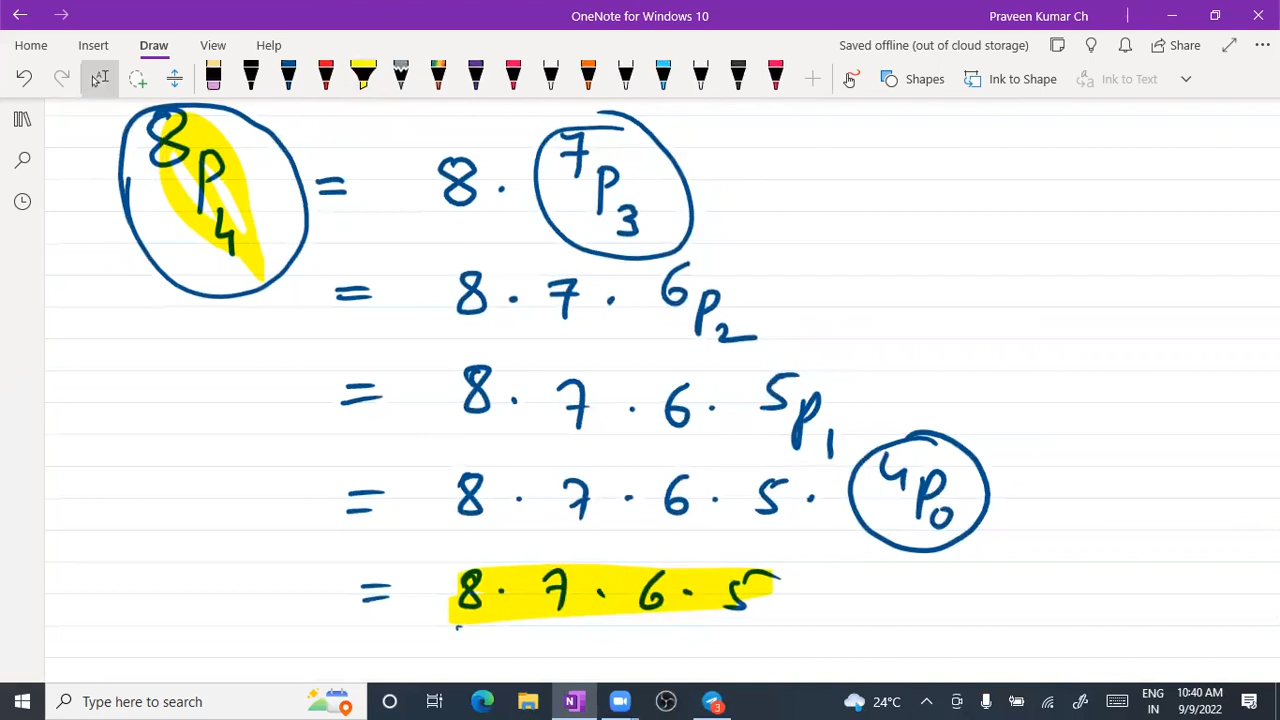 OneNote for Windows 10
Praveen Kumar Ch
Home Insert Draw View Help
Saved offline (out of cloud storage)
Share
Shapes Ink to Shape Ink to Text
8P4 = 8 · 7P3
= 8 · 7 · 6P2
= 8 · 7 · 6 · 5P1
= 8 · 7 · 6 · 5 · 4P0
= 8 · 7 · 6 · 5
Type here to search
3
24°C
ENG
IN
10:40 AM
9/9/2022